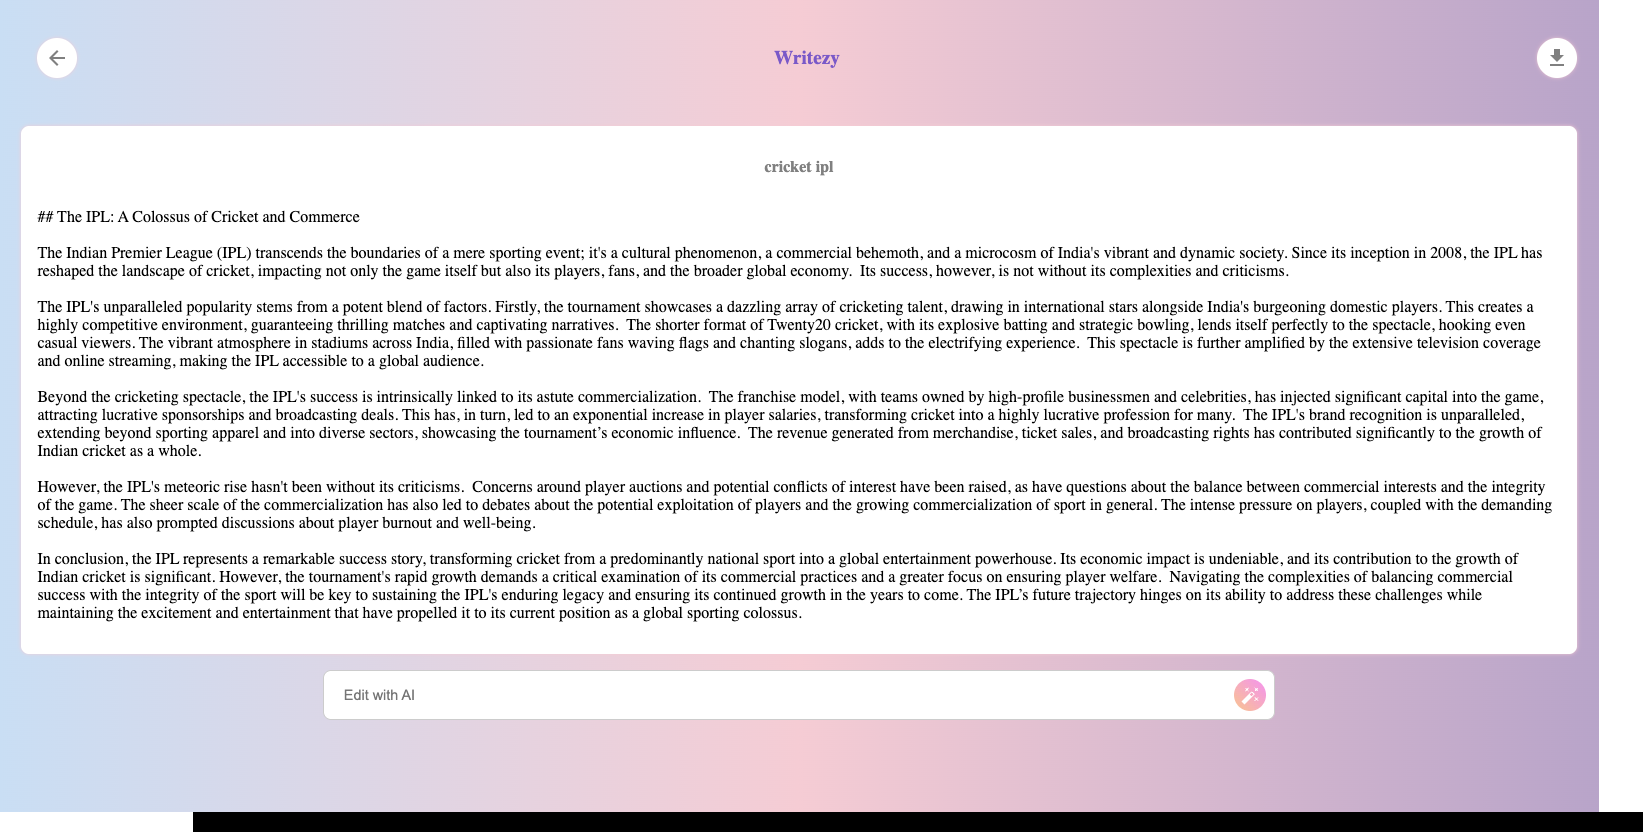 Writezy
cricket ipl
## The IPL: A Colossus of Cricket and Commerce
The Indian Premier League (IPL) transcends the boundaries of a mere sporting event; it's a cultural phenomenon, a commercial behemoth, and a microcosm of India's vibrant and dynamic society. Since its inception in 2008, the IPL has
reshaped the landscape of cricket, impacting not only the game itself but also its players, fans, and the broader global economy.  Its success, however, is not without its complexities and criticisms.
The IPL's unparalleled popularity stems from a potent blend of factors. Firstly, the tournament showcases a dazzling array of cricketing talent, drawing in international stars alongside India's burgeoning domestic players. This creates a
highly competitive environment, guaranteeing thrilling matches and captivating narratives.  The shorter format of Twenty20 cricket, with its explosive batting and strategic bowling, lends itself perfectly to the spectacle, hooking even
casual viewers. The vibrant atmosphere in stadiums across India, filled with passionate fans waving flags and chanting slogans, adds to the electrifying experience.  This spectacle is further amplified by the extensive television coverage
and online streaming, making the IPL accessible to a global audience.
Beyond the cricketing spectacle, the IPL's success is intrinsically linked to its astute commercialization.  The franchise model, with teams owned by high-profile businessmen and celebrities, has injected significant capital into the game,
attracting lucrative sponsorships and broadcasting deals. This has, in turn, led to an exponential increase in player salaries, transforming cricket into a highly lucrative profession for many.  The IPL's brand recognition is unparalleled,
extending beyond sporting apparel and into diverse sectors, showcasing the tournament’s economic influence.  The revenue generated from merchandise, ticket sales, and broadcasting rights has contributed significantly to the growth of
Indian cricket as a whole.
However, the IPL's meteoric rise hasn't been without its criticisms.  Concerns around player auctions and potential conflicts of interest have been raised, as have questions about the balance between commercial interests and the integrity
of the game. The sheer scale of the commercialization has also led to debates about the potential exploitation of players and the growing commercialization of sport in general. The intense pressure on players, coupled with the demanding
schedule, has also prompted discussions about player burnout and well-being.
In conclusion, the IPL represents a remarkable success story, transforming cricket from a predominantly national sport into a global entertainment powerhouse. Its economic impact is undeniable, and its contribution to the growth of
Indian cricket is significant. However, the tournament's rapid growth demands a critical examination of its commercial practices and a greater focus on ensuring player welfare.  Navigating the complexities of balancing commercial
success with the integrity of the sport will be key to sustaining the IPL's enduring legacy and ensuring its continued growth in the years to come. The IPL’s future trajectory hinges on its ability to address these challenges while
maintaining the excitement and entertainment that have propelled it to its current position as a global sporting colossus.
Edit with AI